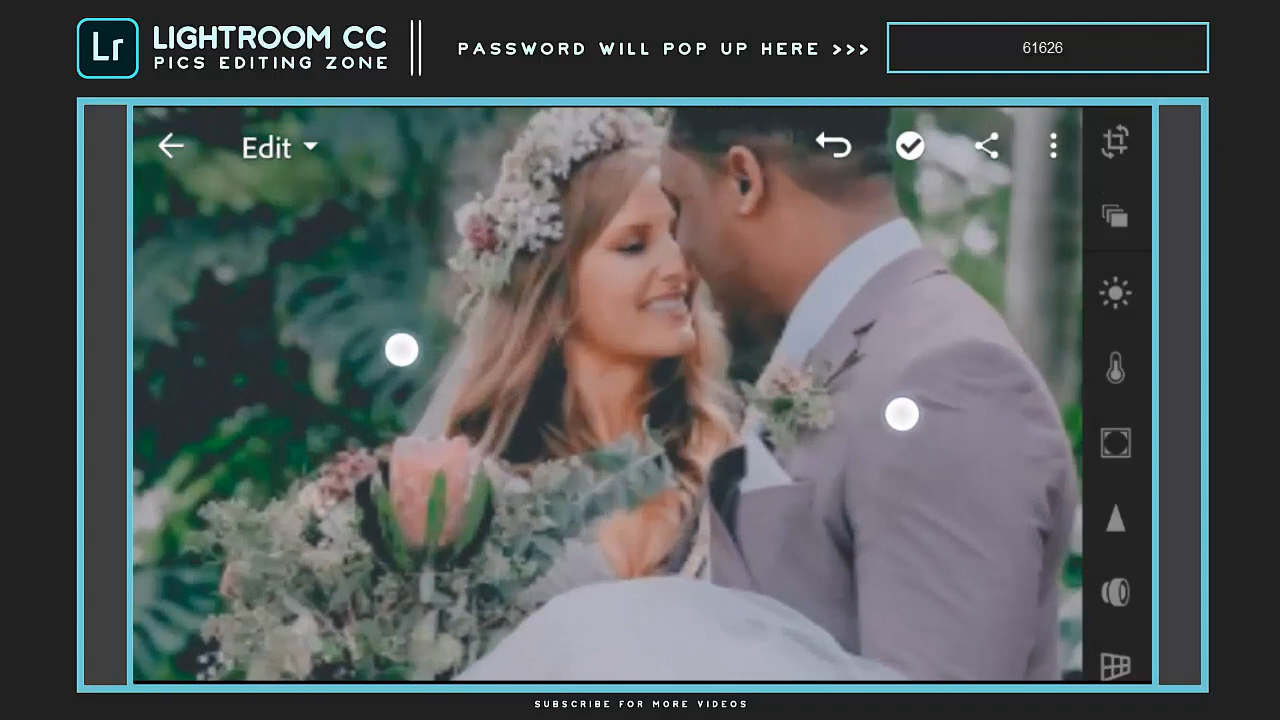 Lr
LIGHTROOM CC
PICS EDITING ZONE
PASSWORD WILL POP UP HERE >>>
61626
Edit
SUBSCRIBE FOR MORE VIDEOS